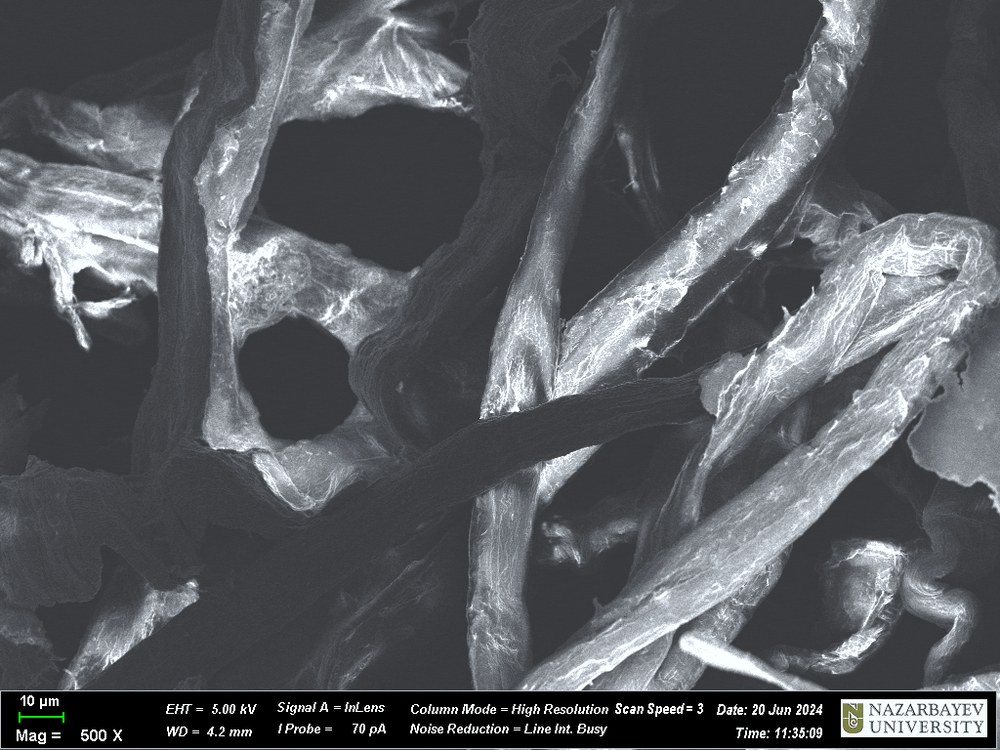 10 µm
Mag = 500 X
EHT = 5.00 kV
WD = 4.2 mm
Signal A = InLens
I Probe = 70 pA
Column Mode = High Resolution
Noise Reduction = Line Int. Busy
Scan Speed = 3
Date: 20 Jun 2024
Time: 11:35:09
NAZARBAYEV
UNIVERSITY